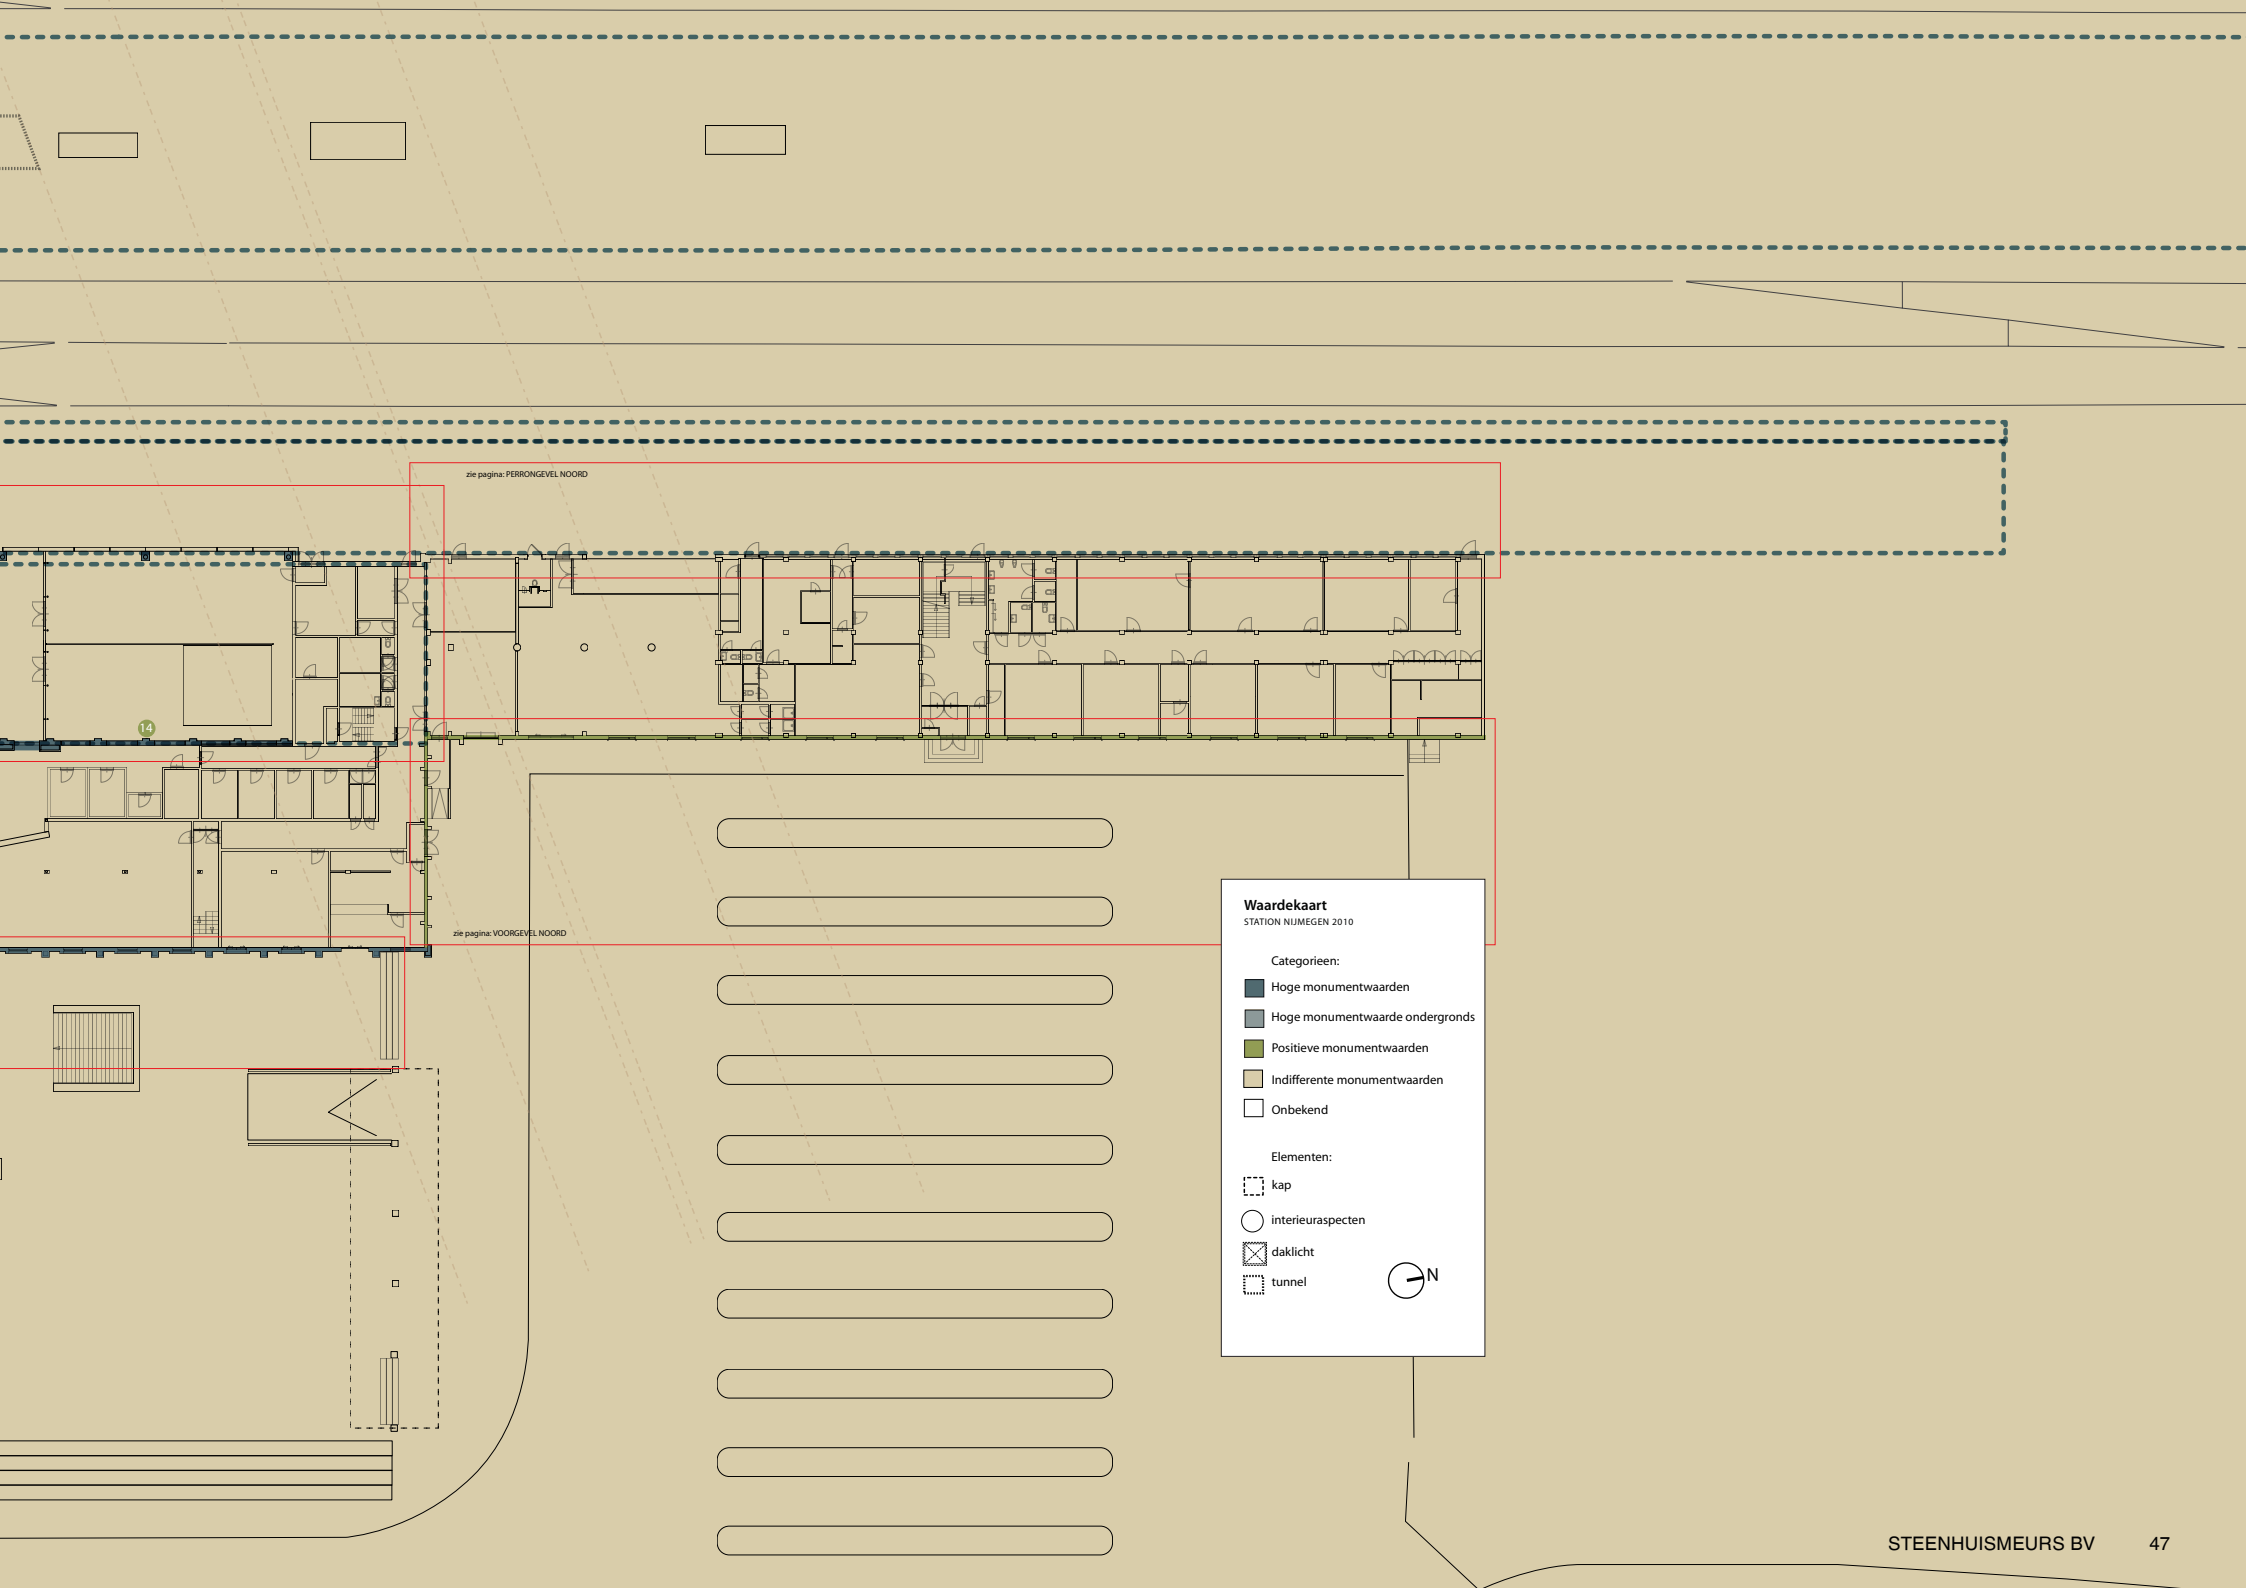 zie pagina: PERRONGEVEL NOORD
14
zie pagina: VOORGEVEL NOORD
Waardekaart
STATION NIJMEGEN 2010
Categorieen:
Hoge monumentwaarden
Hoge monumentwaarde ondergronds
Positieve monumentwaarden
Indifferente monumentwaarden
Onbekend
Elementen:
kap
interieuraspecten
daklicht
tunnel
N
STEENHUISMEURS BV 47